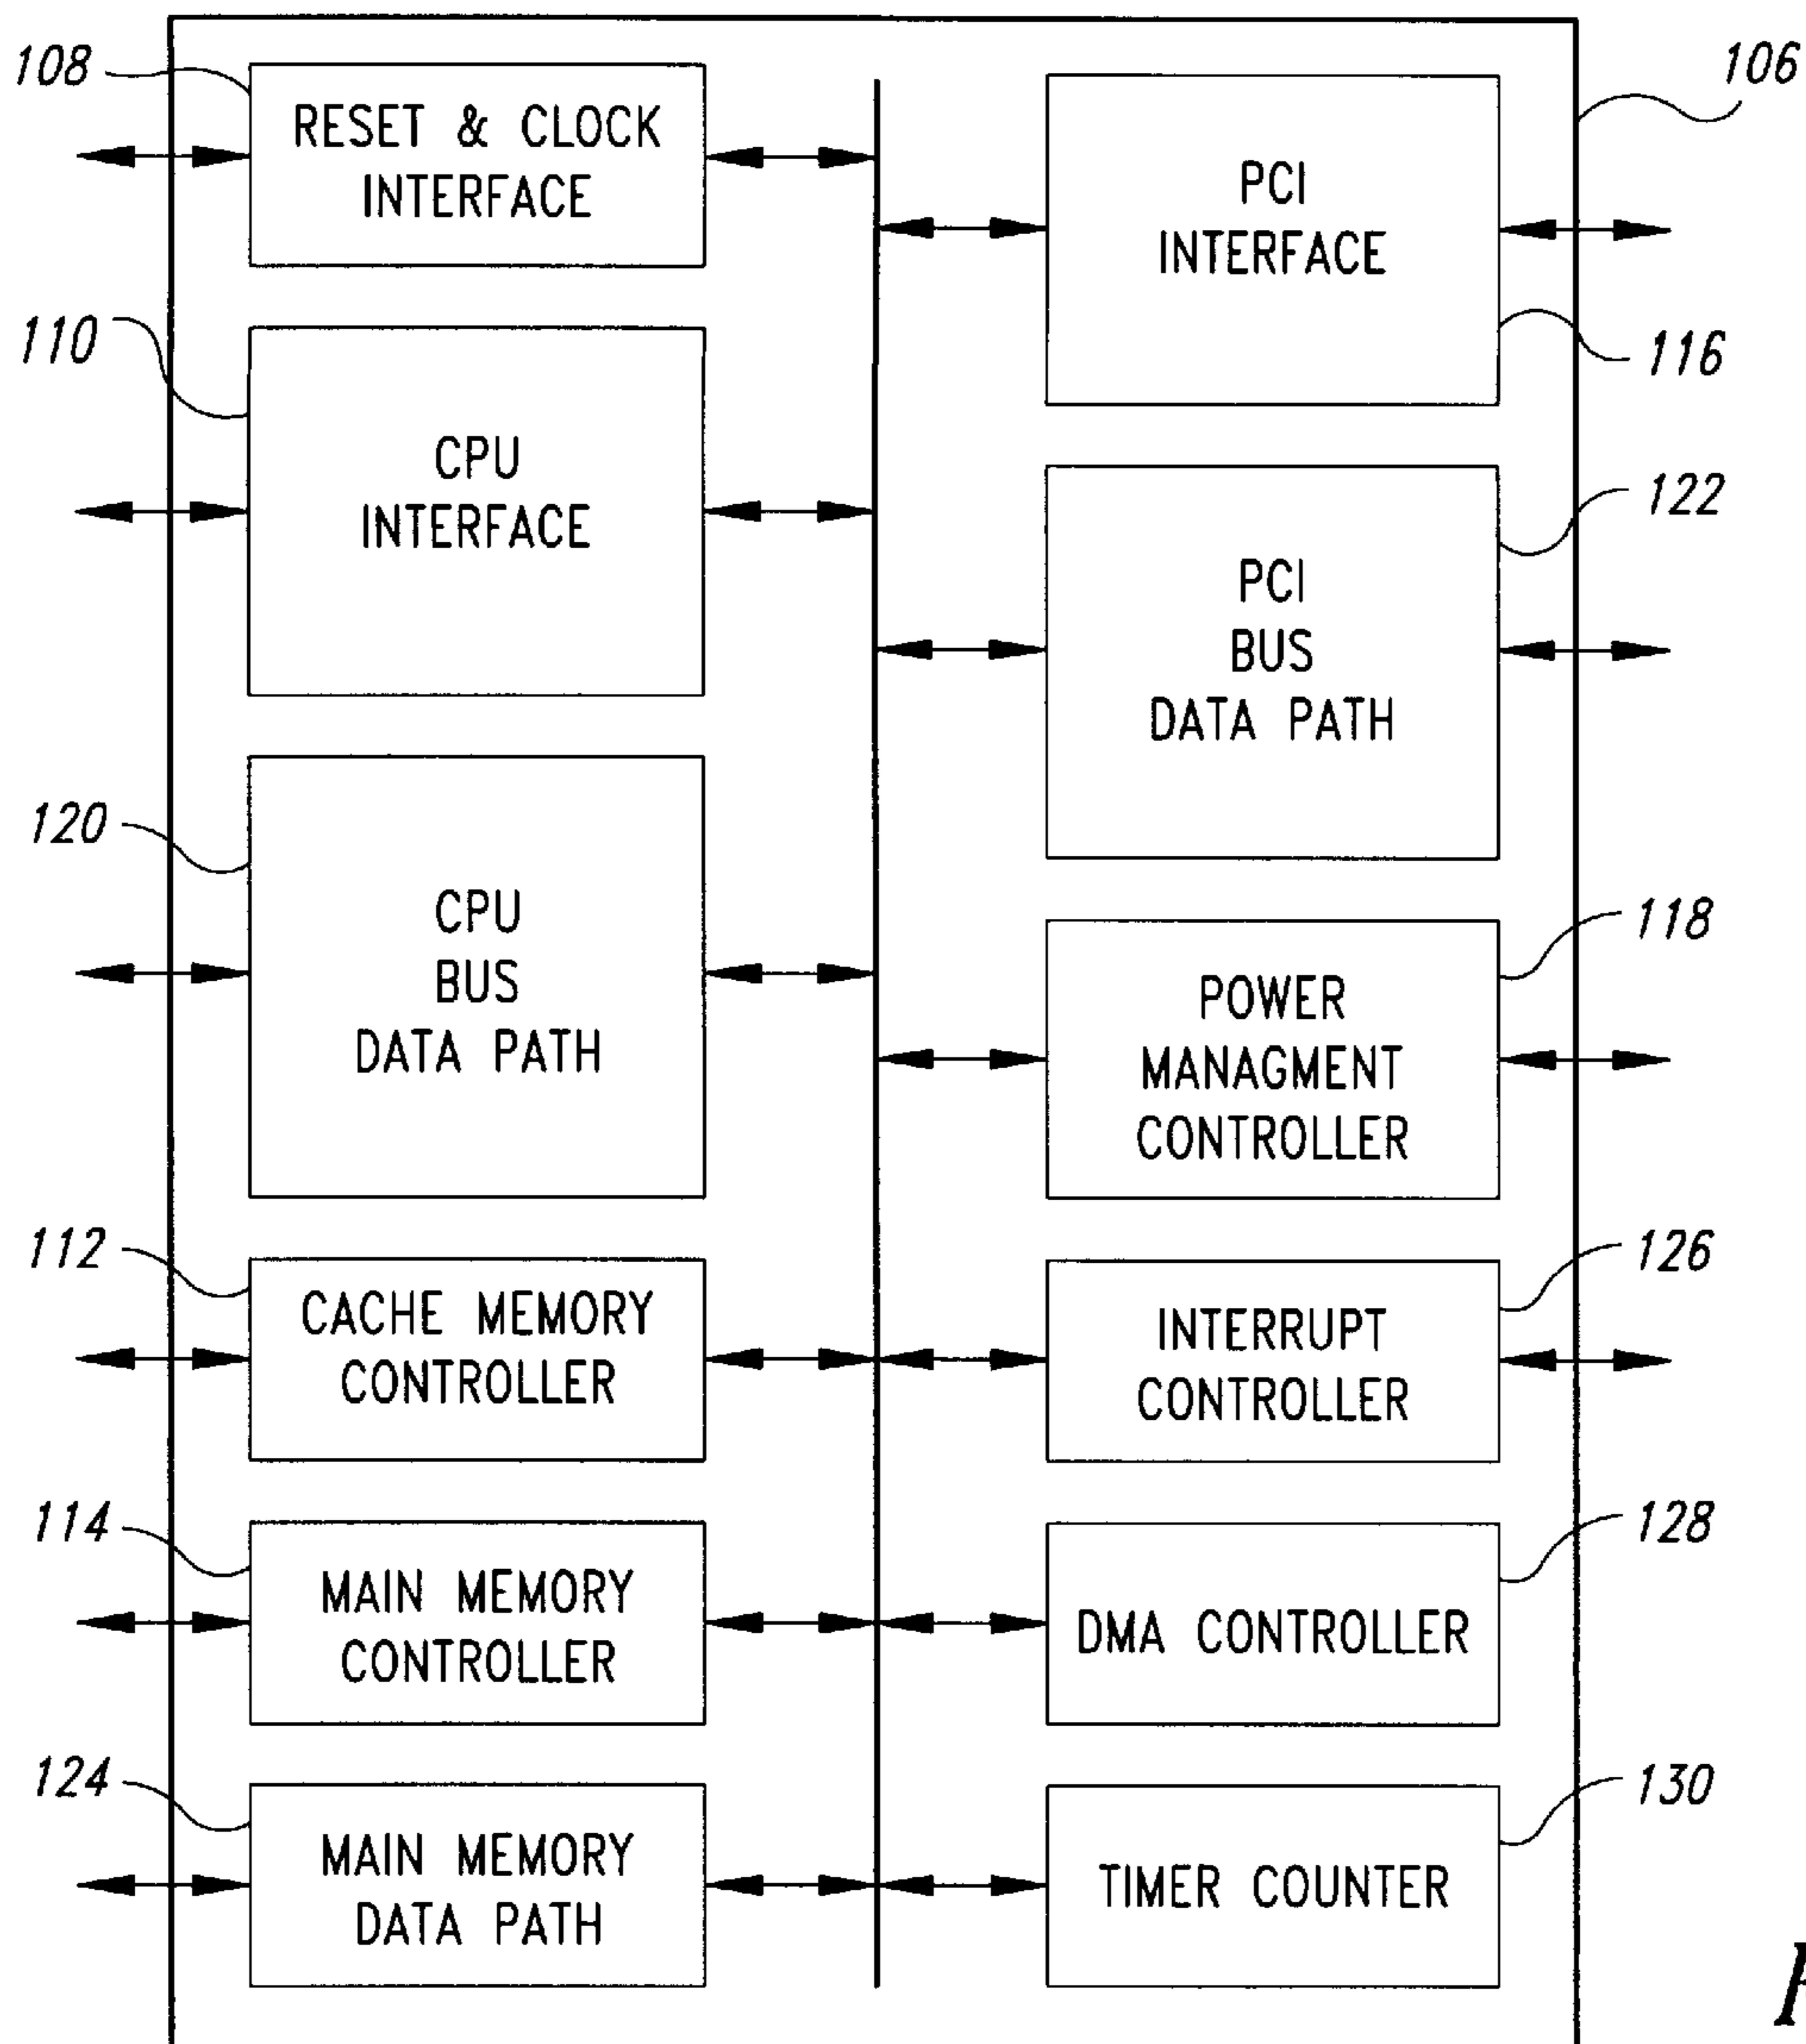 108
RESET & CLOCK
INTERFACE
106
PCI
INTERFACE
116
110
CPU
INTERFACE
122
PCI
BUS
DATA PATH
120
CPU
BUS
DATA PATH
118
POWER
MANAGMENT
CONTROLLER
112
CACHE MEMORY
CONTROLLER
126
INTERRUPT
CONTROLLER
114
MAIN MEMORY
CONTROLLER
128
DMA CONTROLLER
124
MAIN MEMORY
DATA PATH
130
TIMER COUNTER